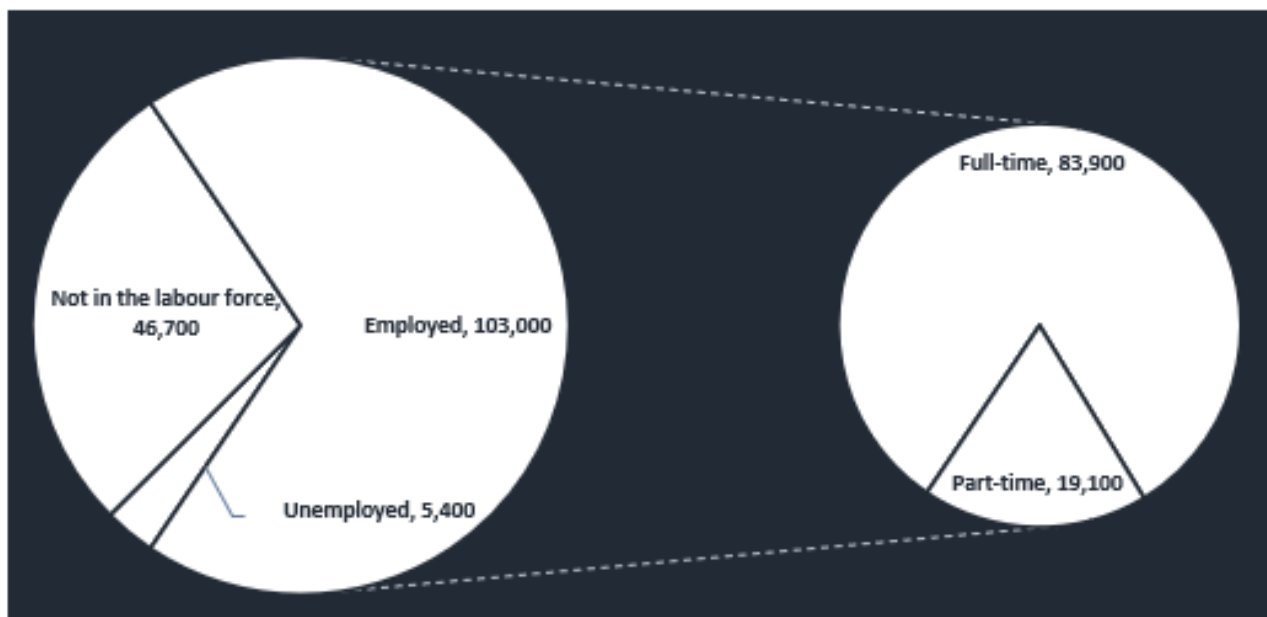 Full-time, 83,900
Not in the labour force,
46,700
Employed, 103,000
Part-time, 19,100
Unemployed, 5,400